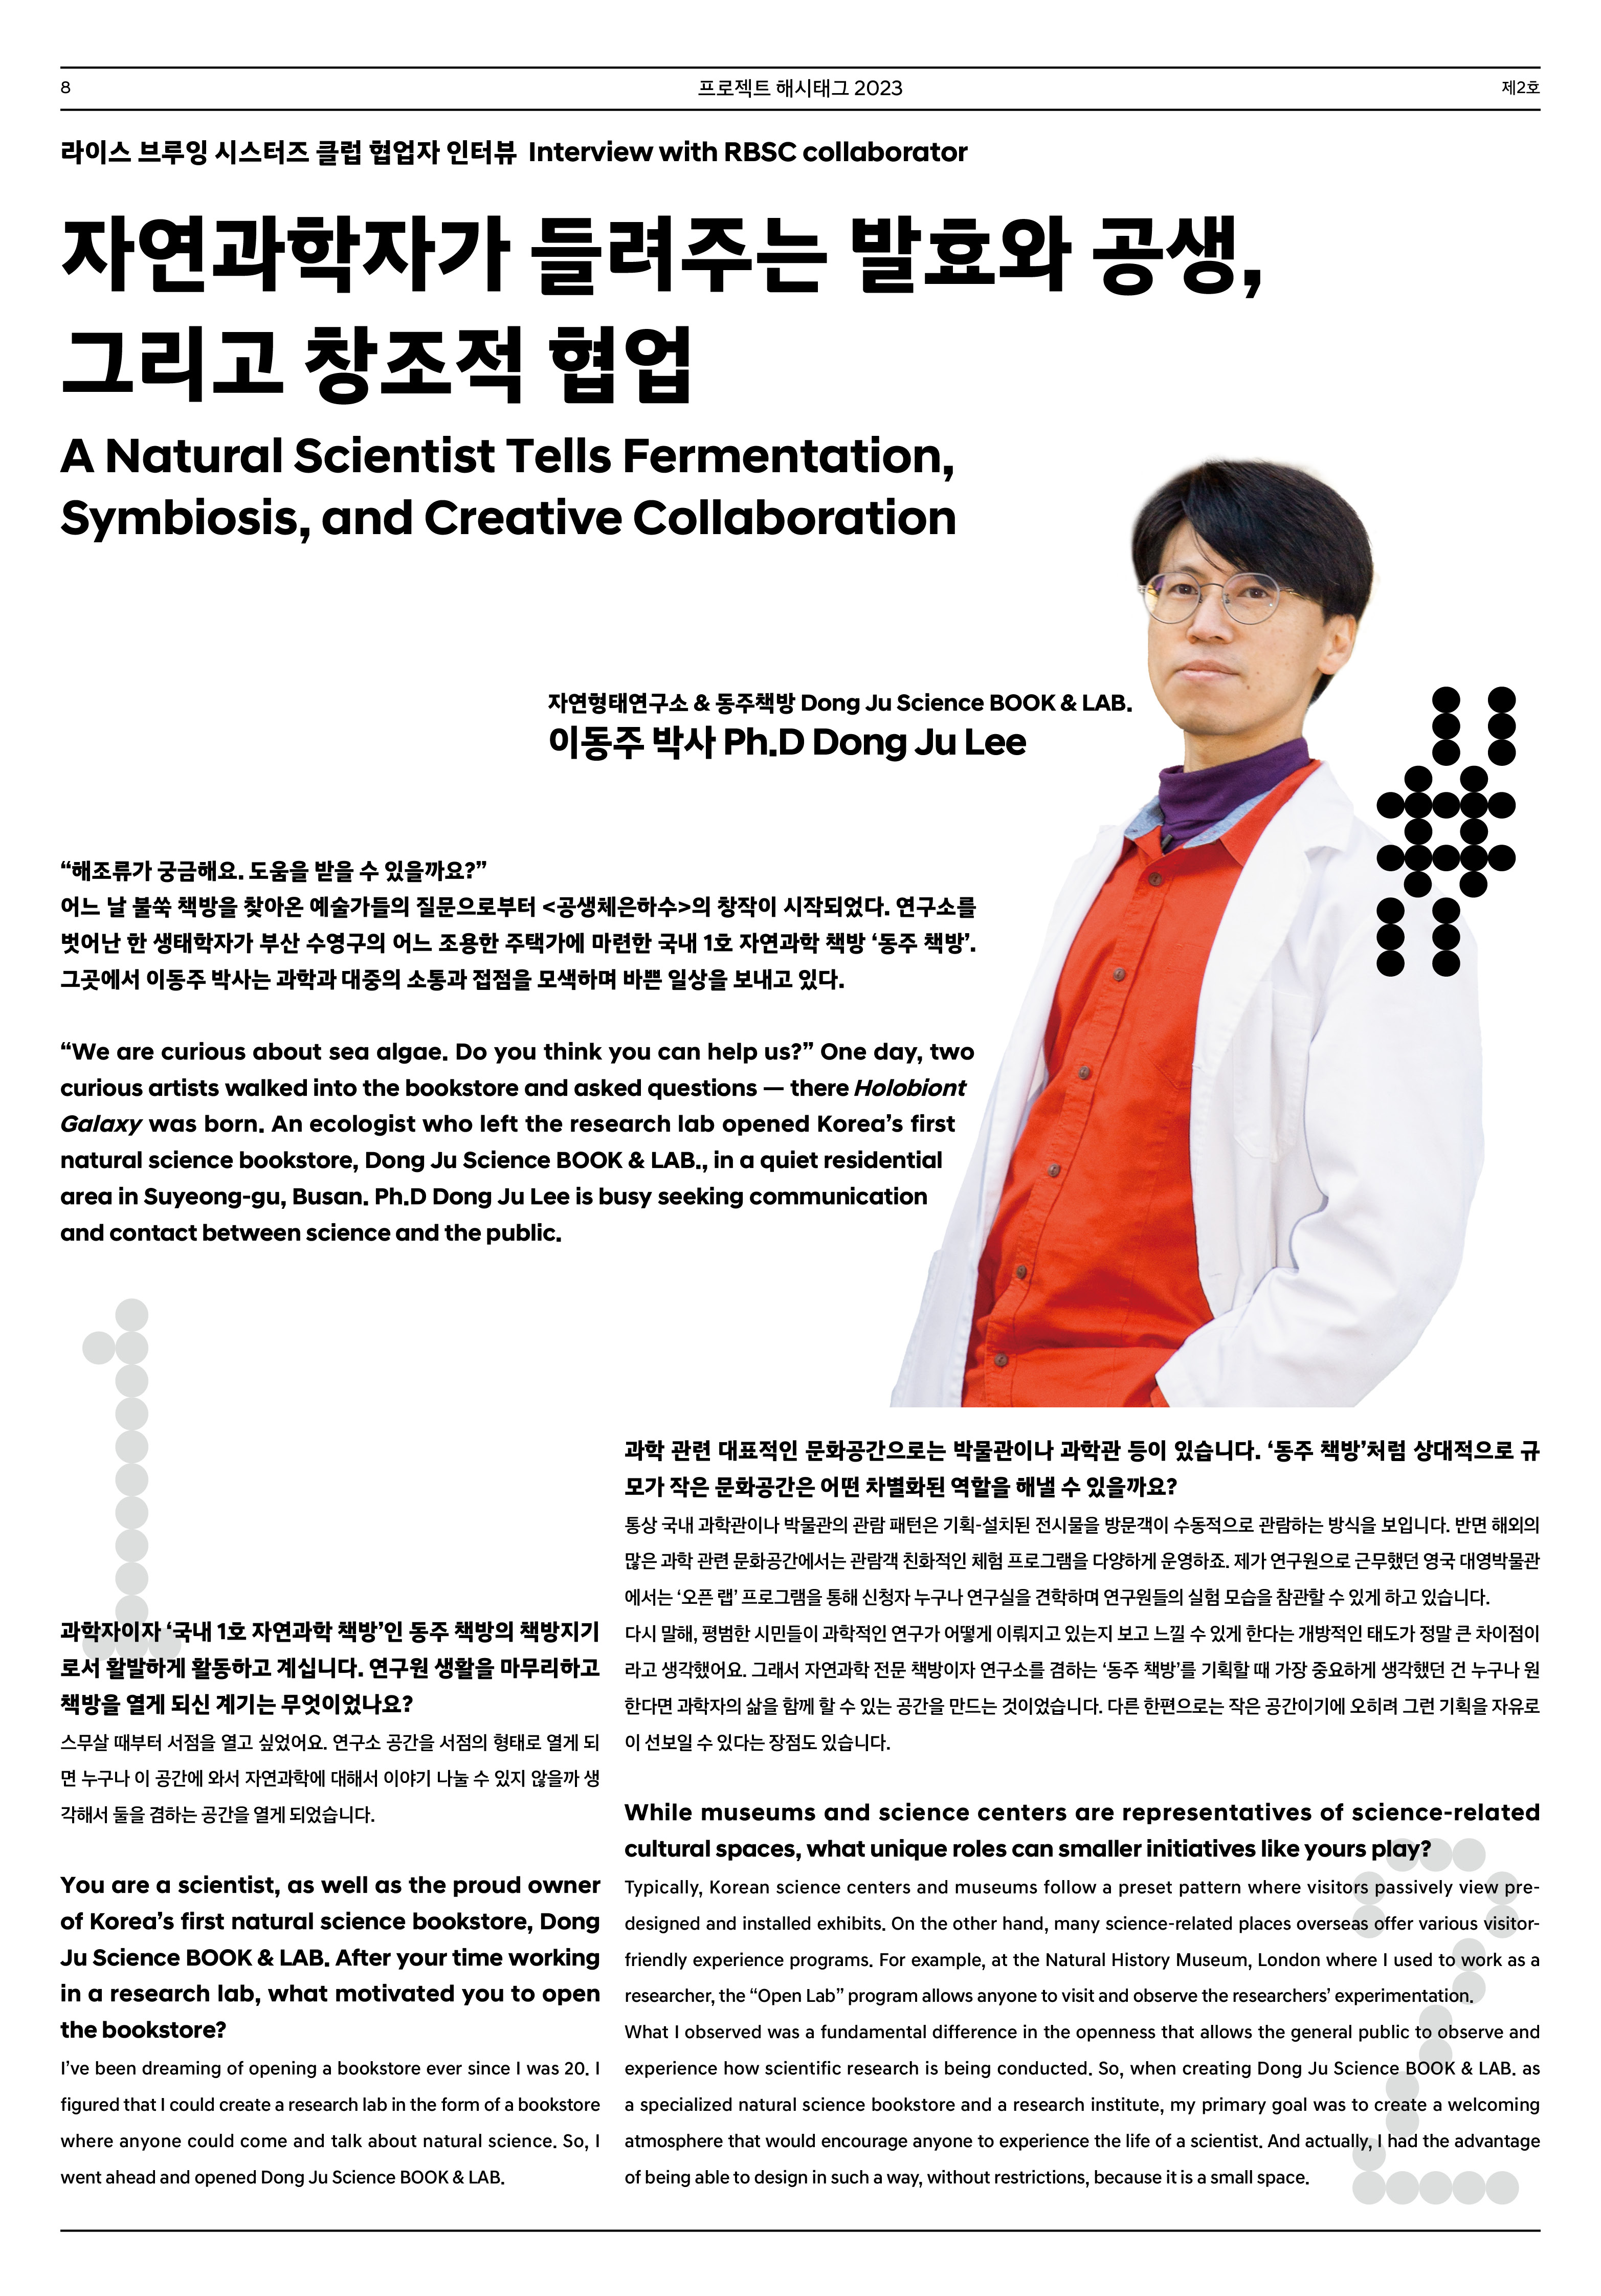 8
프로젝트 해시태그 2023
제2호
라이스 브루잉 시스터즈 클럽 협업자 인터뷰 Interview with RBSC collaborator
자연과학자가 들려주는 발효와 공생,
그리고 창조적 협업
A Natural Scientist Tells Fermentation,
Symbiosis, and Creative Collaboration
자연형태연구소 & 동주책방 Dong Ju Science BOOK & LAB.
이동주 박사 Ph.D Dong Ju Lee
“해조류가 궁금해요. 도움을 받을 수 있을까요?”
어느 날 불쑥 책방을 찾아온 예술가들의 질문으로부터 <공생체은하수>의 창작이 시작되었다. 연구소를
벗어난 한 생태학자가 부산 수영구의 어느 조용한 주택가에 마련한 국내 1호 자연과학 책방 ‘동주 책방’.
그곳에서 이동주 박사는 과학과 대중의 소통과 접점을 모색하며 바쁜 일상을 보내고 있다.
“We are curious about sea algae. Do you think you can help us?” One day, two
curious artists walked into the bookstore and asked questions — there Holobiont
Galaxy was born. An ecologist who left the research lab opened Korea’s first
natural science bookstore, Dong Ju Science BOOK & LAB., in a quiet residential
area in Suyeong-gu, Busan. Ph.D Dong Ju Lee is busy seeking communication
and contact between science and the public.
1
과학자이자 ‘국내 1호 자연과학 책방’인 동주 책방의 책방지기
로서 활발하게 활동하고 계십니다. 연구원 생활을 마무리하고
책방을 열게 되신 계기는 무엇이었나요?
스무살 때부터 서점을 열고 싶었어요. 연구소 공간을 서점의 형태로 열게 되
면 누구나 이 공간에 와서 자연과학에 대해서 이야기 나눌 수 있지 않을까 생
각해서 둘을 겸하는 공간을 열게 되었습니다.
You are a scientist, as well as the proud owner
of Korea’s first natural science bookstore, Dong
Ju Science BOOK & LAB. After your time working
in a research lab, what motivated you to open
the bookstore?
I’ve been dreaming of opening a bookstore ever since I was 20. I
figured that I could create a research lab in the form of a bookstore
where anyone could come and talk about natural science. So, I
went ahead and opened Dong Ju Science BOOK & LAB.
과학 관련 대표적인 문화공간으로는 박물관이나 과학관 등이 있습니다. ‘동주 책방’처럼 상대적으로 규
모가 작은 문화공간은 어떤 차별화된 역할을 해낼 수 있을까요?
통상 국내 과학관이나 박물관의 관람 패턴은 기획-설치된 전시물을 방문객이 수동적으로 관람하는 방식을 보입니다. 반면 해외의
많은 과학 관련 문화공간에서는 관람객 친화적인 체험 프로그램을 다양하게 운영하죠. 제가 연구원으로 근무했던 영국 대영박물관
에서는 ‘오픈 랩’ 프로그램을 통해 신청자 누구나 연구실을 견학하며 연구원들의 실험 모습을 참관할 수 있게 하고 있습니다.
다시 말해, 평범한 시민들이 과학적인 연구가 어떻게 이뤄지고 있는지 보고 느낄 수 있게 한다는 개방적인 태도가 정말 큰 차이점이
라고 생각했어요. 그래서 자연과학 전문 책방이자 연구소를 겸하는 ‘동주 책방’를 기획할 때 가장 중요하게 생각했던 건 누구나 원
한다면 과학자의 삶을 함께 할 수 있는 공간을 만드는 것이었습니다. 다른 한편으로는 작은 공간이기에 오히려 그런 기획을 자유로
이 선보일 수 있다는 장점도 있습니다.
While museums and science centers are representatives of science-related
cultural spaces, what unique roles can smaller initiatives like yours play?
Typically, Korean science centers and museums follow a preset pattern where visitors passively view pre-
designed and installed exhibits. On the other hand, many science-related places overseas offer various visitor-
friendly experience programs. For example, at the Natural History Museum, London where I used to work as a
researcher, the “Open Lab” program allows anyone to visit and observe the researchers’ experimentation.
What I observed was a fundamental difference in the openness that allows the general public to observe and
experience how scientific research is being conducted. So, when creating Dong Ju Science BOOK & LAB. as
a specialized natural science bookstore and a research institute, my primary goal was to create a welcoming
atmosphere that would encourage anyone to experience the life of a scientist. And actually, I had the advantage
of being able to design in such a way, without restrictions, because it is a small space.
2